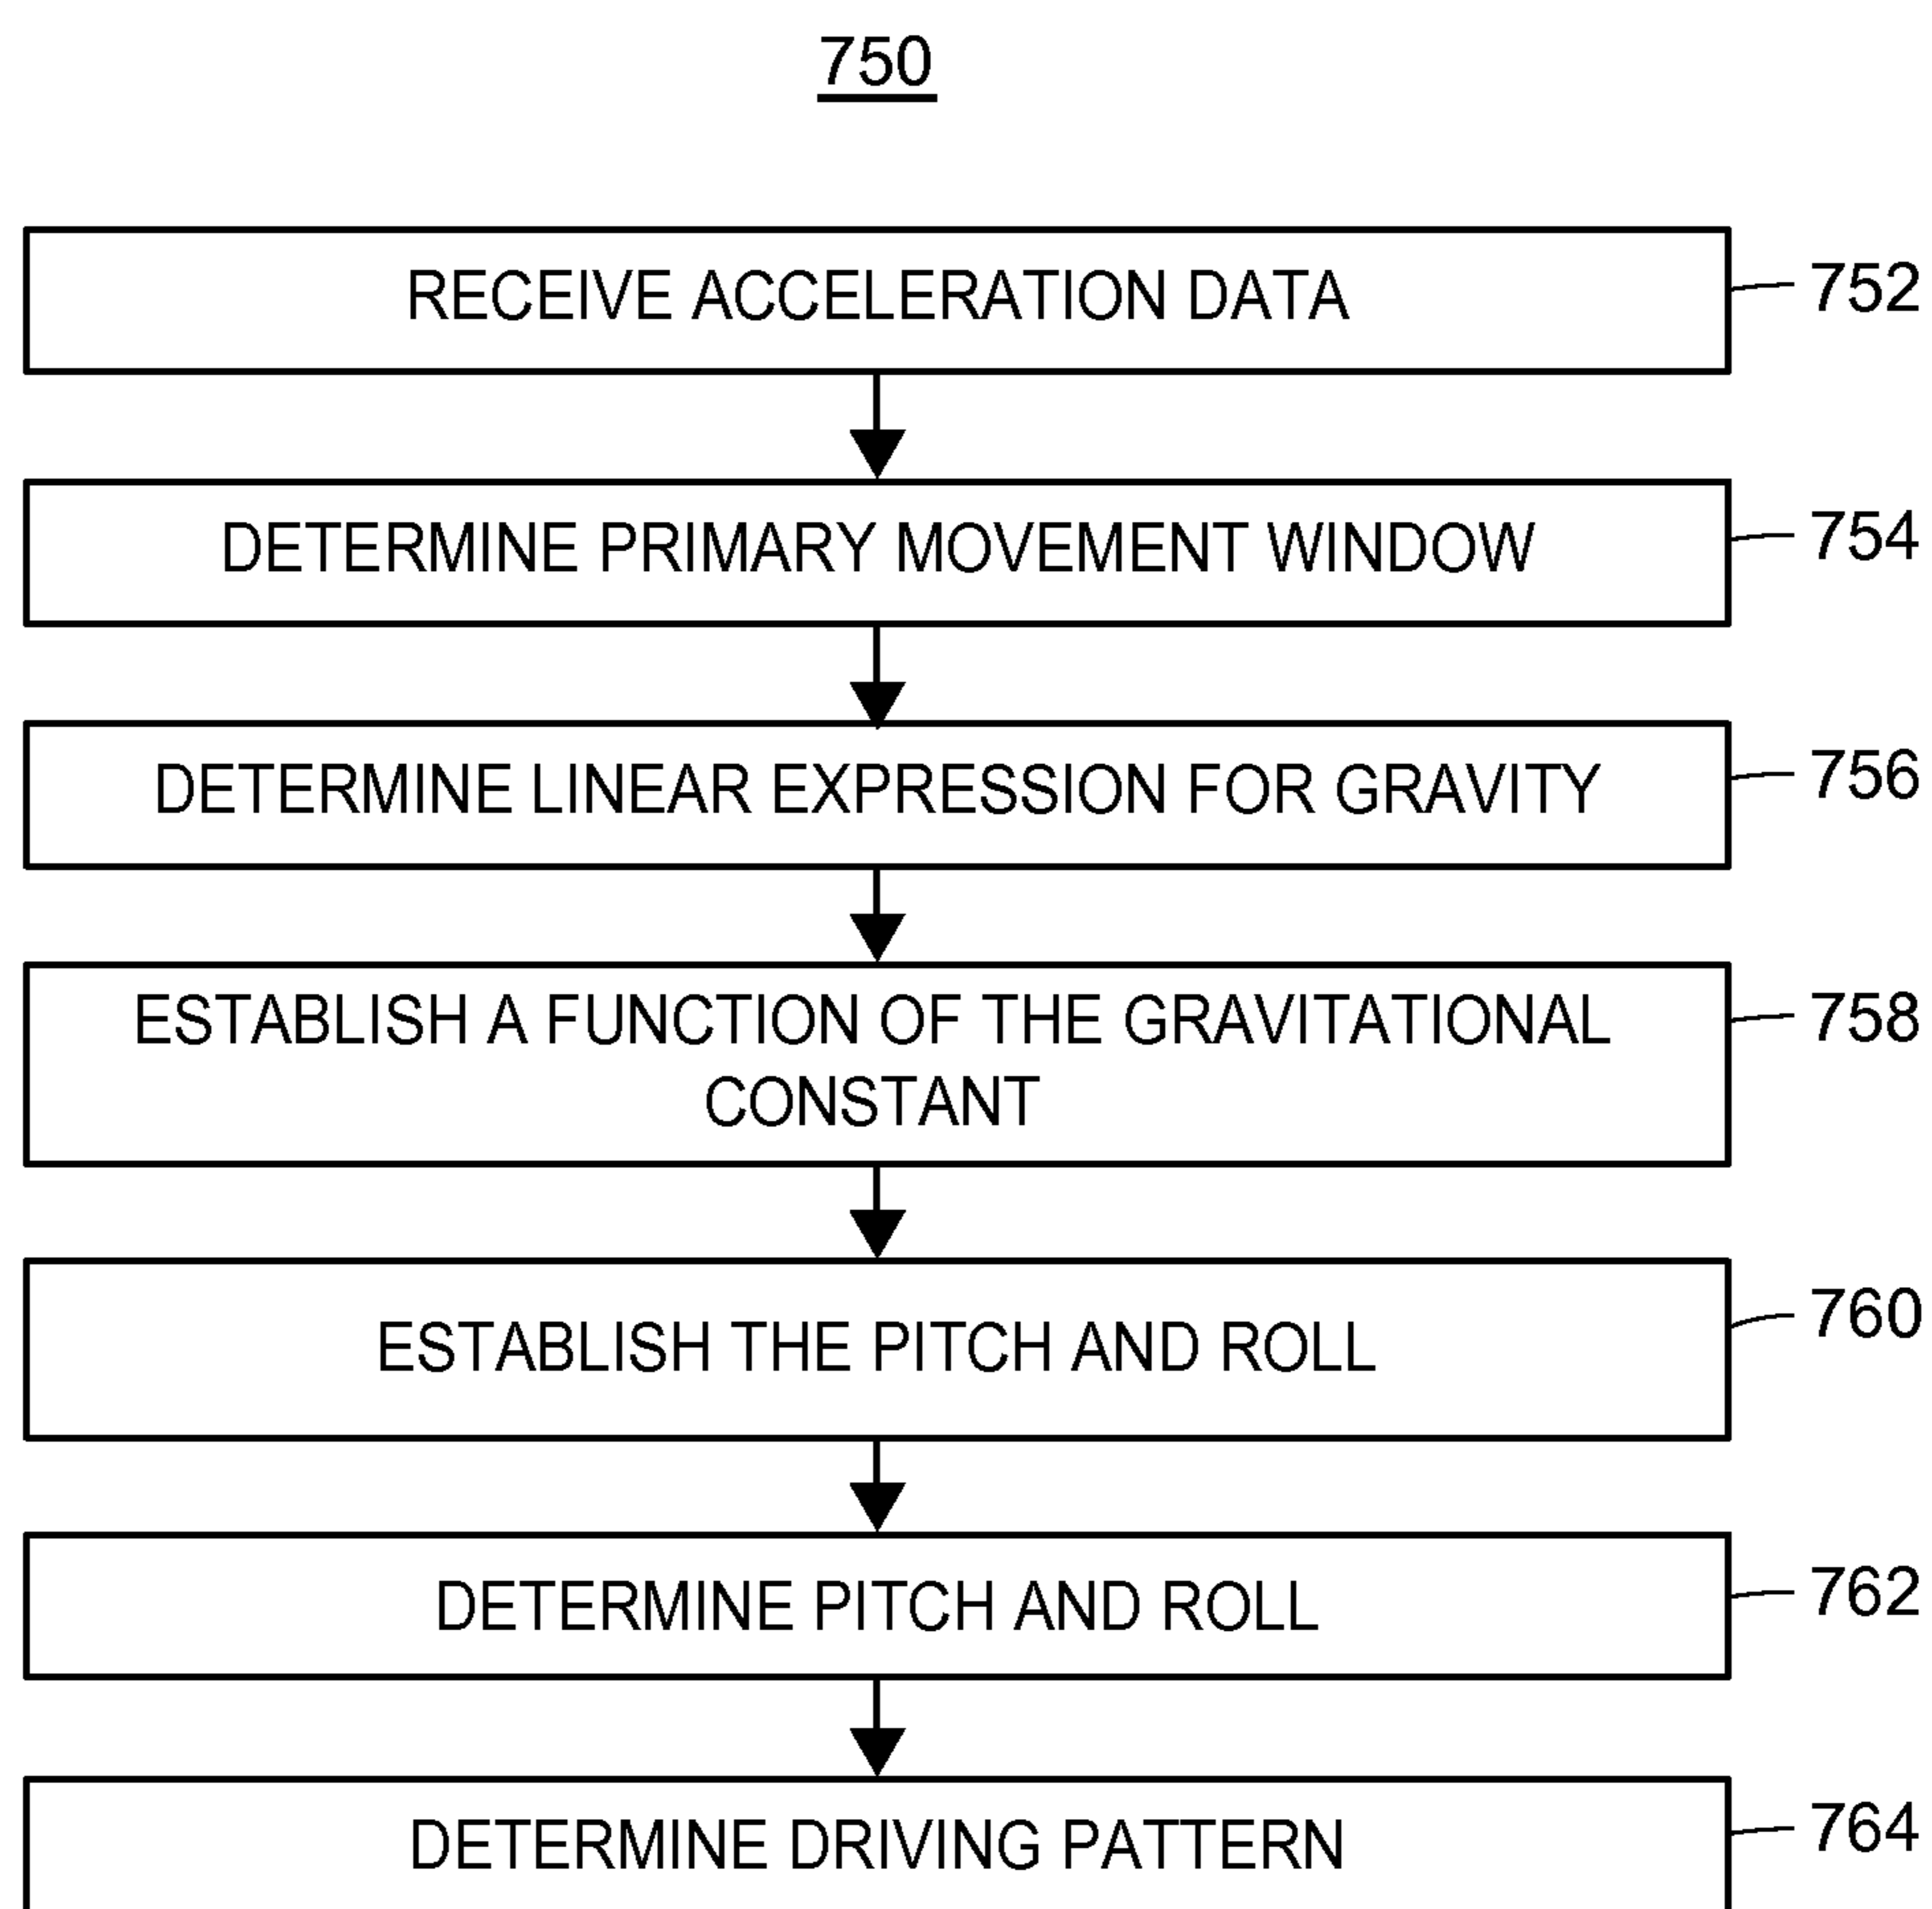 750
RECEIVE ACCELERATION DATA
752
DETERMINE PRIMARY MOVEMENT WINDOW
754
DETERMINE LINEAR EXPRESSION FOR GRAVITY
756
ESTABLISH A FUNCTION OF THE GRAVITATIONAL
CONSTANT
758
ESTABLISH THE PITCH AND ROLL
760
DETERMINE PITCH AND ROLL
762
DETERMINE DRIVING PATTERN
764